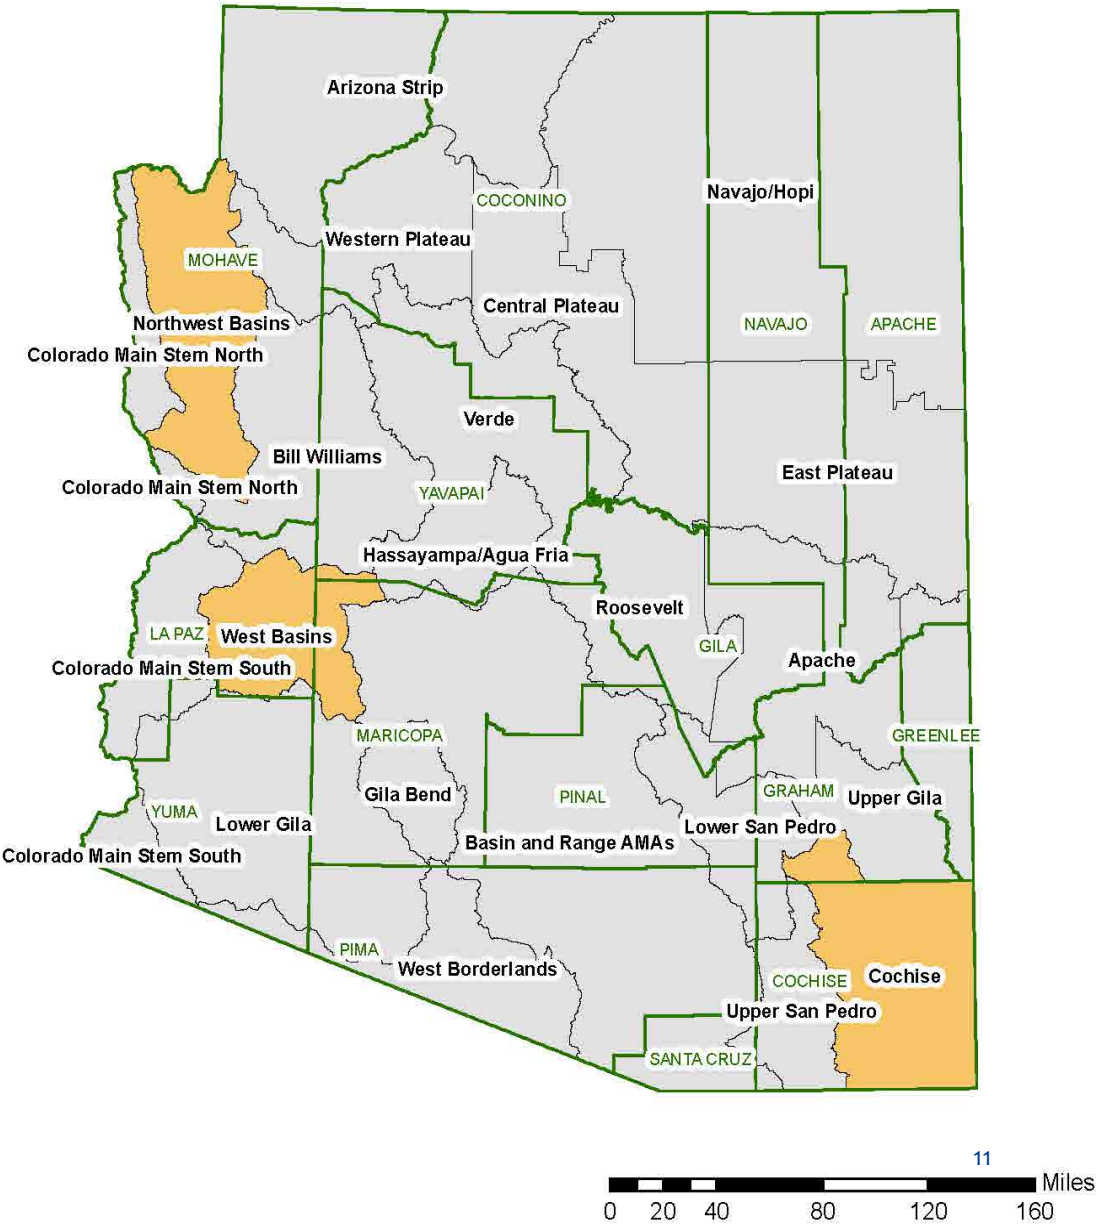 Arizona Strip
COCONINO
Navajo/Hopi
Western Plateau
MOHAVE
Central Plateau
Northwest Basins
NAVAJO
APACHE
Colorado Main Stem North
Verde
Bill Williams
East Plateau
Colorado Main Stem North
YAVAPAI
Hassayampa/Agua Fria
Roosevelt
LA PAZ
West Basins
GILA
Apache
Colorado Main Stem South
MARICOPA
GREENLEE
Gila Bend
PINAL
GRAHAM
Upper Gila
YUMA
Lower Gila
Lower San Pedro
Basin and Range AMAs
Colorado Main Stem South
PIMA
West Borderlands
COCHISE
Cochise
Upper San Pedro
SANTA CRUZ
11
Miles
0 20 40 80 120 160